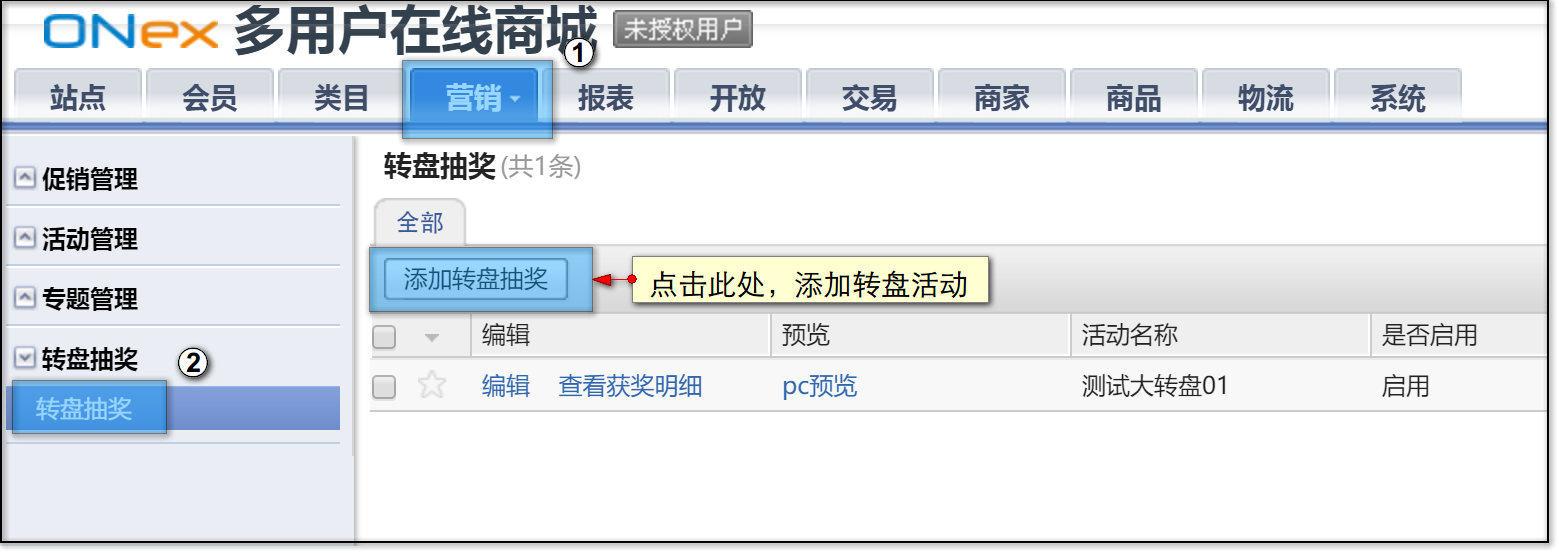 ONex 多用户在线商城 未授权用户
①
站点 会员 类目 营销 报表 开放 交易 商家 商品 物流 系统
促销管理
活动管理
专题管理
转盘抽奖 ②
转盘抽奖
转盘抽奖(共1条)
全部
添加转盘抽奖 点击此处，添加转盘活动
编辑 预览 活动名称 是否启用
编辑 查看获奖明细 pc预览 测试大转盘01 启用